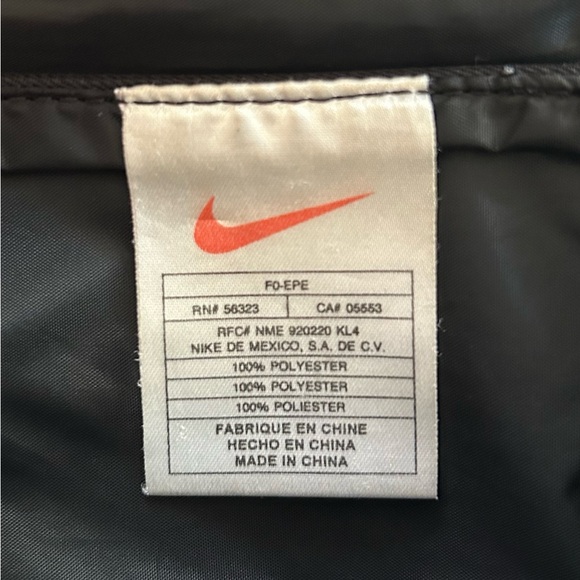 F0-EPE
RN# 56323 CA# 05553
RFC# NME 920220 KL4
NIKE DE MEXICO, S.A. DE C.V.
100% POLYESTER
100% POLYESTER
100% POLIESTER
FABRIQUE EN CHINE
HECHO EN CHINA
MADE IN CHINA